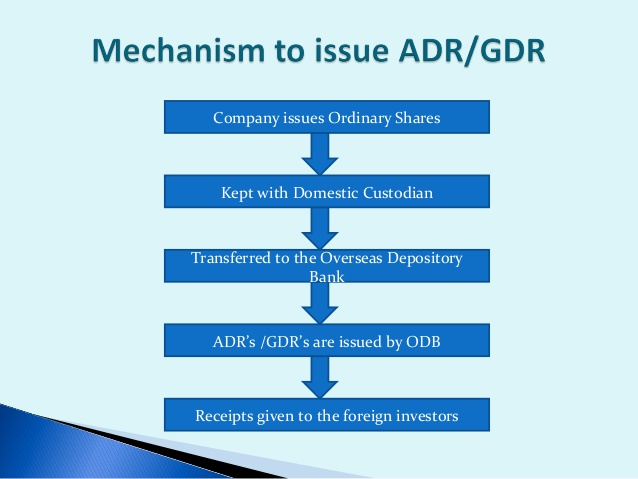 Mechanism to issue ADR/GDR
Company issues Ordinary Shares
Kept with Domestic Custodian
Transferred to the Overseas Depository
Bank
ADR’s /GDR’s are issued by ODB
Receipts given to the foreign investors